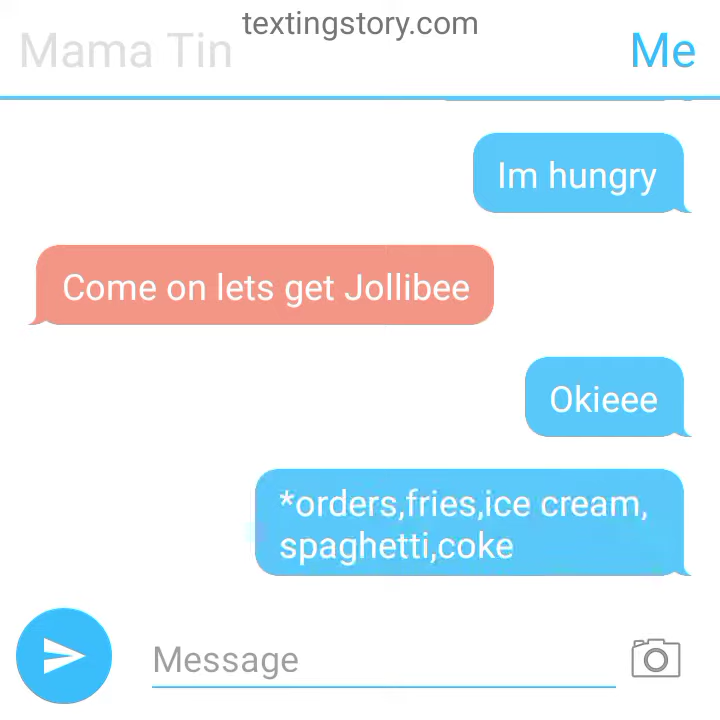 textingstory.com
Mama Tin
Me
Im hungry
Come on lets get Jollibee
Okieee
*orders,fries,ice cream,
spaghetti,coke
Message